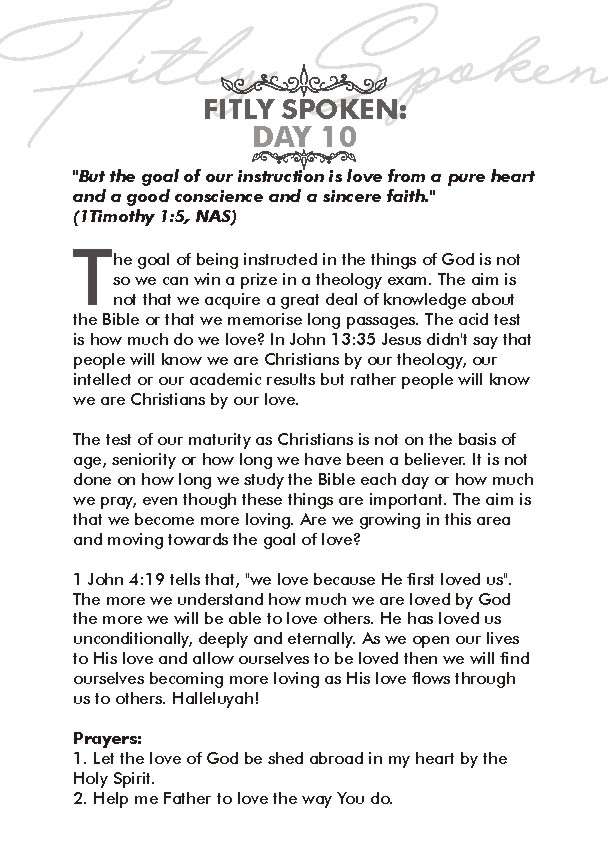 Fitly Spoken
FITLY SPOKEN:
DAY 10
"But the goal of our instruction is love from a pure heart
and a good conscience and a sincere faith."
(1Timothy 1:5, NAS)
The goal of being instructed in the things of God is not
so we can win a prize in a theology exam. The aim is
not that we acquire a great deal of knowledge about
the Bible or that we memorise long passages. The acid test
is how much do we love? In John 13:35 Jesus didn't say that
people will know we are Christians by our theology, our
intellect or our academic results but rather people will know
we are Christians by our love.
The test of our maturity as Christians is not on the basis of
age, seniority or how long we have been a believer. It is not
done on how long we study the Bible each day or how much
we pray, even though these things are important. The aim is
that we become more loving. Are we growing in this area
and moving towards the goal of love?
1 John 4:19 tells that, "we love because He first loved us".
The more we understand how much we are loved by God
the more we will be able to love others. He has loved us
unconditionally, deeply and eternally. As we open our lives
to His love and allow ourselves to be loved then we will find
ourselves becoming more loving as His love flows through
us to others. Halleluyah!
Prayers:
1. Let the love of God be shed abroad in my heart by the
Holy Spirit.
2. Help me Father to love the way You do.